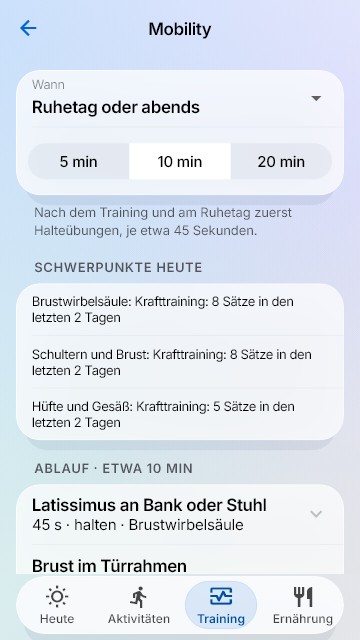 Mobility
Wann
Ruhetag oder abends
5 min
10 min
20 min
Nach dem Training und am Ruhetag zuerst
Halteübungen, je etwa 45 Sekunden.
SCHWERPUNKTE HEUTE
Brustwirbelsäule: Krafttraining: 8 Sätze in den
letzten 2 Tagen
Schultern und Brust: Krafttraining: 8 Sätze in den
letzten 2 Tagen
Hüfte und Gesäß: Krafttraining: 5 Sätze in den
letzten 2 Tagen
ABLAUF · ETWA 10 MIN
Latissimus an Bank oder Stuhl
45 s · halten · Brustwirbelsäule
Brust im Türrahmen
Heute
Aktivitäten
Training
Ernährung